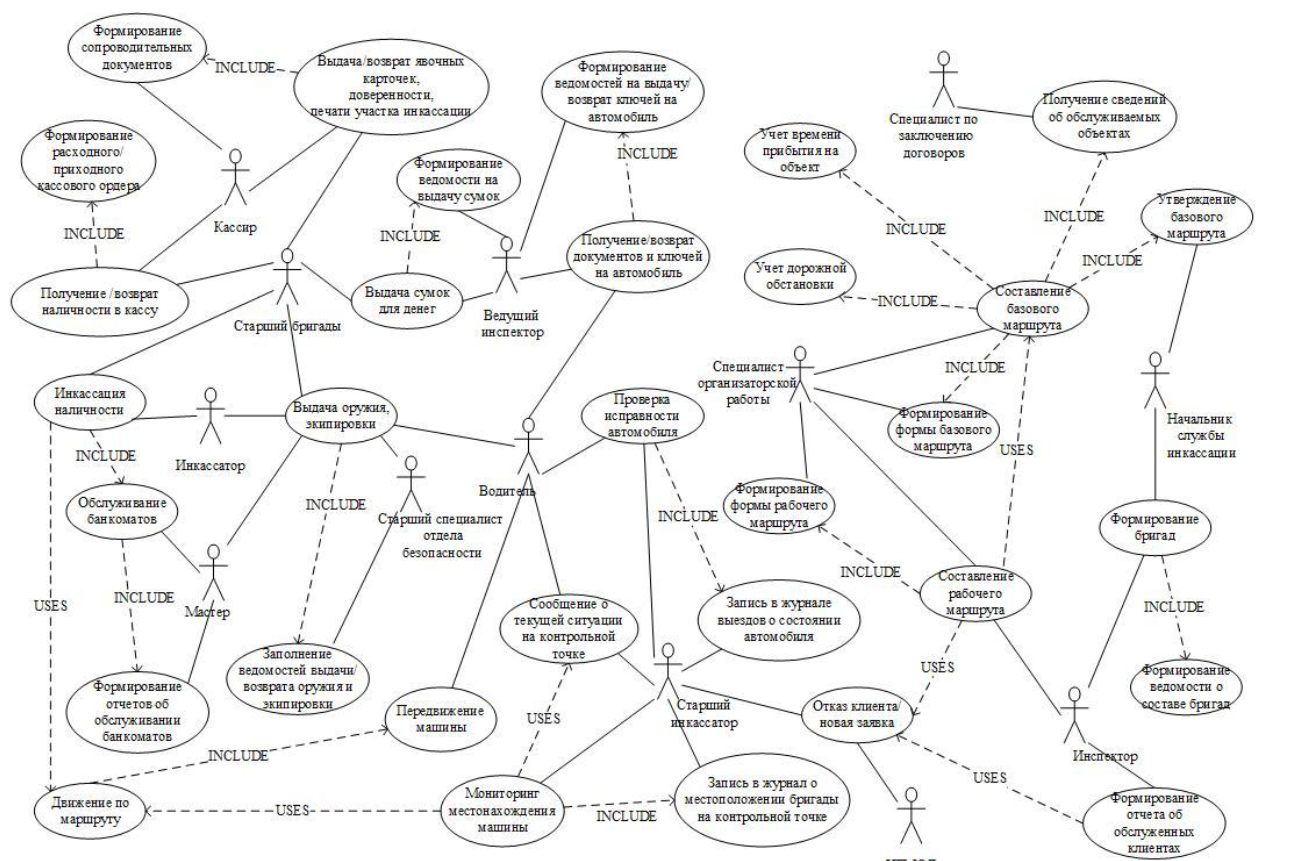 Формирование
сопроводительных
документов
INCLUDE
Выдача/возврат явочных
карточек,
доверенности,
печати участка инкассации
Формирование
ведомостей на выдачу/
возврат ключей на
автомобиль
Специалист по
заключению
договоров
Получение сведений
об обслуживаемых
объектах
Формирование
расходного/
приходного
кассового ордера
Кассир
Формирование
ведомости на
выдачу сумок
INCLUDE
Учет времени
прибытия на
объект
INCLUDE
INCLUDE
Утверждение
базового
маршрута
INCLUDE
INCLUDE
INCLUDE
Получение /возврат
наличности в кассу
Старший бригады
Выдача сумок
для денег
Ведущий
инспектор
Получение/возврат
документов и ключей
на автомобиль
Учет дорожной
обстановки
INCLUDE
Составление
базового
маршрута
Инкассация
наличности
Инкассатор
Выдача оружия,
экипировки
Проверка
исправности
автомобиля
Специалист
организаторской
работы
INCLUDE
Формирование
формы базового
маршрута
USES
Начальник
службы
инкассации
INCLUDE
Обслуживание
банкоматов
INCLUDE
Старший специалист
отдела
безопасности
Водитель
INCLUDE
Формирование
формы рабочего
маршрута
INCLUDE
Формирование
бригад
USES
INCLUDE
Мастер
Сообщение о
текущей ситуации
на контрольной
точке
Запись в журнале
выездов о состоянии
автомобиля
Составление
рабочего
маршрута
INCLUDE
Формирование
отчетов об
обслуживании
банкоматов
Заполнение
ведомостей выдачи/
возврата оружия и
экипировки
Передвижение
машины
USES
Старший
инкассатор
USES
Отказ клиента/
новая заявка
Формирование
ведомости о
составе бригад
INCLUDE
Инспектор
USES
Движение по
маршруту
USES
Мониторинг
местонахождения
машины
INCLUDE
Запись в журнал о
местоположении бригады
на контрольной точке
Формирование
отчета об
обслуженных
клиентах